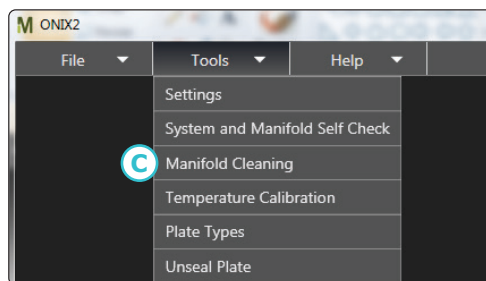 M ONIX2
File Tools Help
Settings
System and Manifold Self Check
C Manifold Cleaning
Temperature Calibration
Plate Types
Unseal Plate